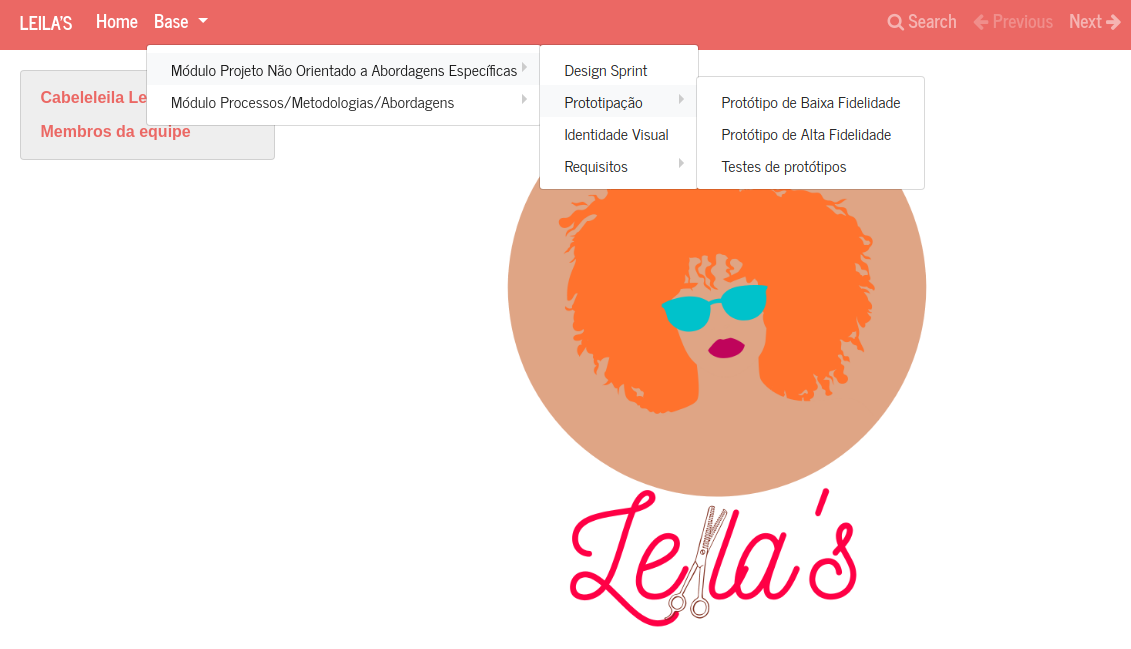 LEILA'S Home Base Search Previous Next
Módulo Projeto Não Orientado a Abordagens Específicas
Módulo Processos/Metodologias/Abordagens
Design Sprint
Prototipação
Identidade Visual
Requisitos
Protótipo de Baixa Fidelidade
Protótipo de Alta Fidelidade
Testes de protótipos
Cabeleleila Le
Membros da equipe
Leila's